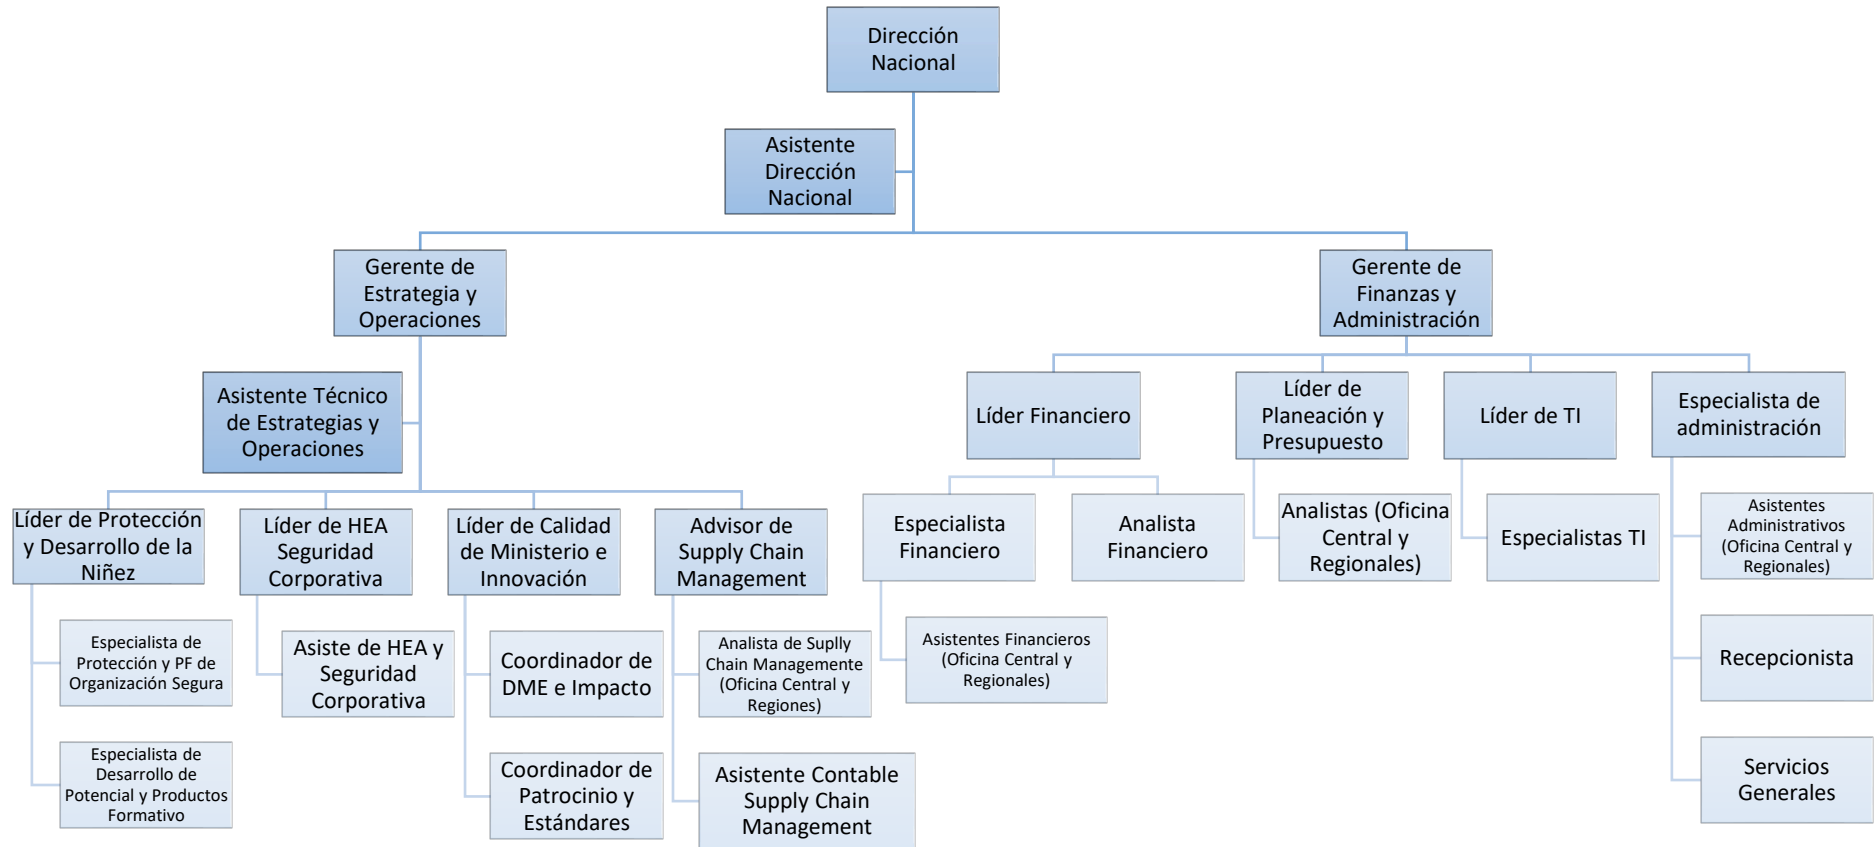 Dirección
Nacional
Asistente
Dirección
Nacional
Gerente de
Estrategia y
Operaciones
Gerente de
Finanzas y
Administración
Asistente Técnico
de Estrategias y
Operaciones
Líder Financiero
Líder de
Planeación y
Presupuesto
Líder de TI
Especialista de
administración
Líder de Protección
y Desarrollo de la
Niñez
Líder de HEA
Seguridad
Corporativa
Líder de Calidad
de Ministerio e
Innovación
Advisor de
Supply Chain
Management
Especialista
Financiero
Analista
Financiero
Analistas (Oficina
Central y
Regionales)
Especialistas TI
Asistentes
Administrativos
(Oficina Central y
Regionales)
Especialista de
Protección y PF de
Organización Segura
Asiste de HEA y
Seguridad
Corporativa
Coordinador de
DME e Impacto
Analista de Suplly
Chain Managemente
(Oficina Central y
Regiones)
Asistentes Financieros
(Oficina Central y
Regionales)
Recepcionista
Especialista de
Desarrollo de
Potencial y Productos
Formativo
Coordinador de
Patrocinio y
Estándares
Asistente Contable
Supply Chain
Management
Servicios
Generales